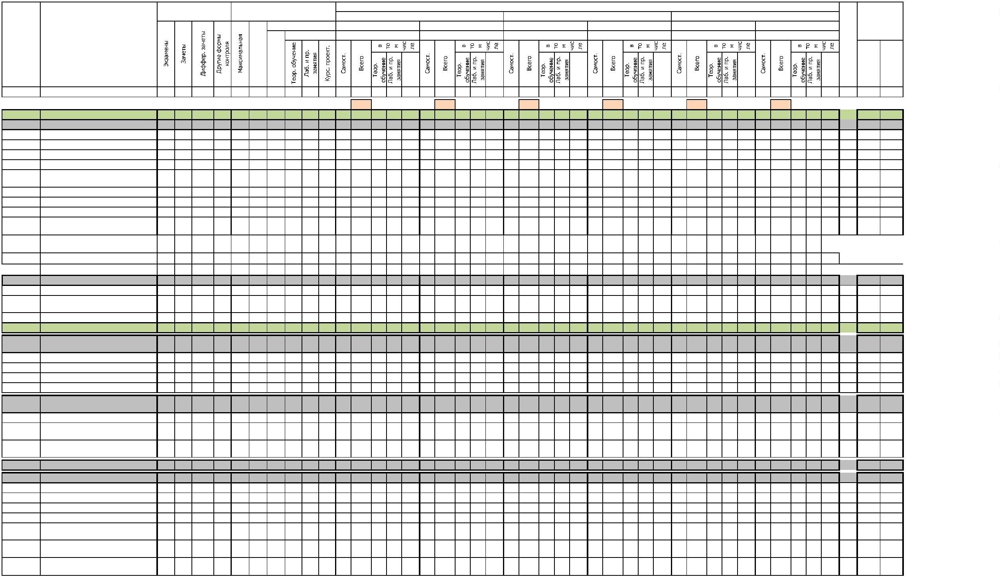 Экзамены
Зачеты
Диффер. зачеты
Другие формы
контроля
Максимальная
Теор. обучение
Лаб. и пр.
занятия
Курс. проект.
Самост.
Всего
в то м чис ле
Теор.
обучение
Лаб. и пр.
занятия
Самост.
Всего
в то м чис ле
Теор.
обучение
Лаб. и пр.
занятия
Самост.
Всего
в то м чис ле
Теор.
обучение
Лаб. и пр.
занятия
Самост.
Всего
в то м чис ле
Теор.
обучение
Лаб. и пр.
занятия
Самост.
Всего
в то м чис ле
Теор.
обучение
Лаб. и пр.
занятия
Самост.
Всего
в то м чис ле
Теор.
обучение
Лаб. и пр.
занятия